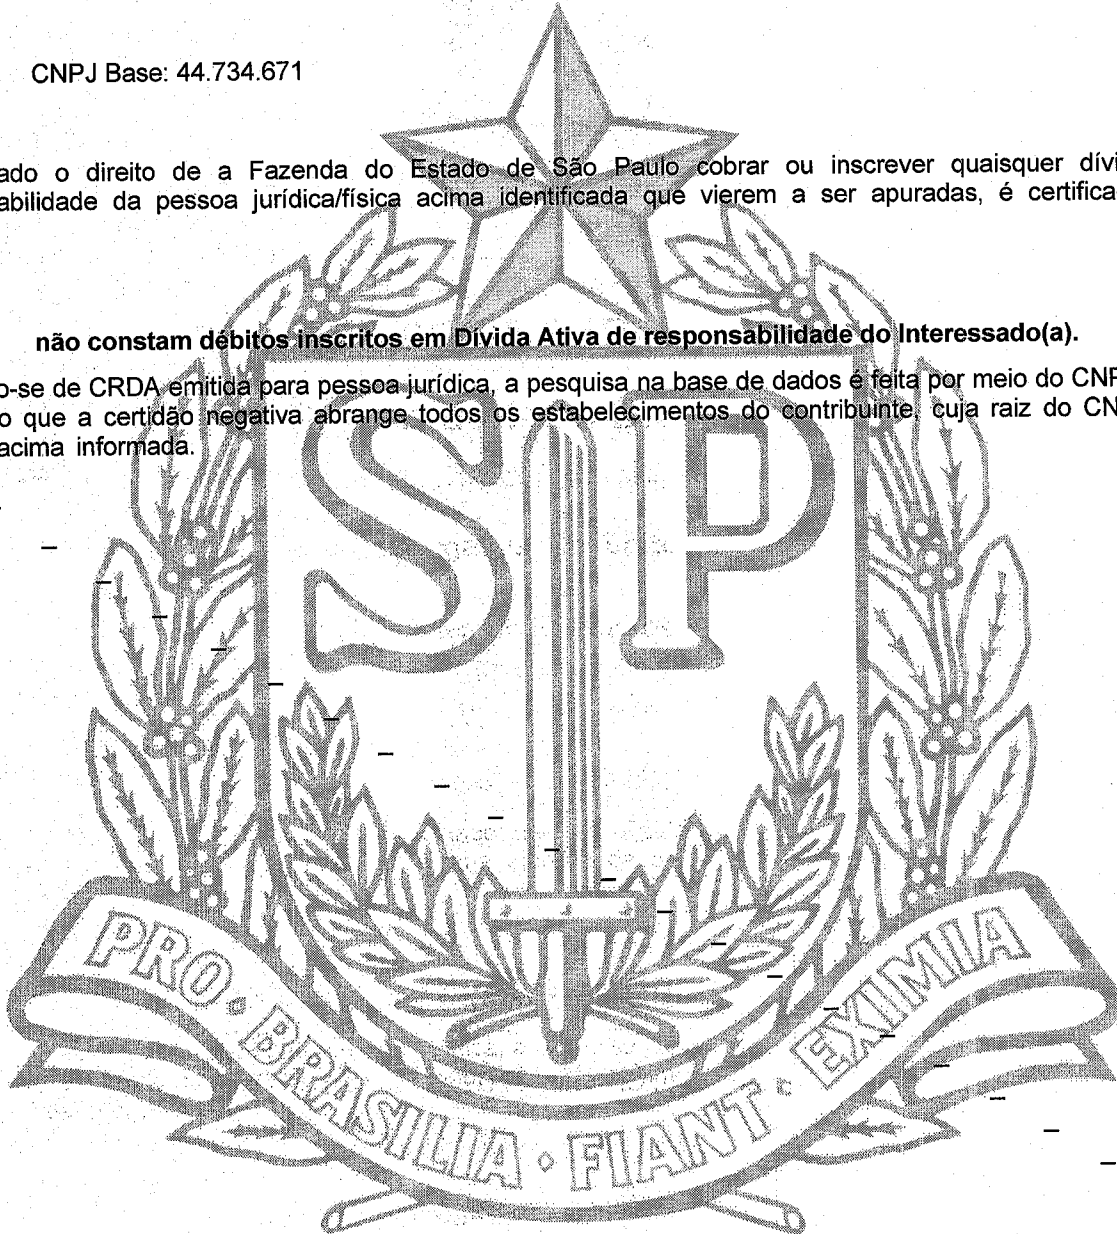 CNPJ Base: 44.734.671
ado o direito de a Fazenda do Estado de São Paulo cobrar ou inscrever quaisquer dívi
abilidade da pessoa jurídica/física acima identificada que vierem a ser apuradas, é certifica
não constam débitos inscritos em Dívida Ativa de responsabilidade do Interessado(a).
o-se de CRDA emitida para pessoa jurídica, a pesquisa na base de dados é feita por meio do CNP
o que a certidão negativa abrange todos os estabelecimentos do contribuinte, cuja raiz do CN
acima informada.
SP
PRO • BRASILIA • FIANT • EXIMIA